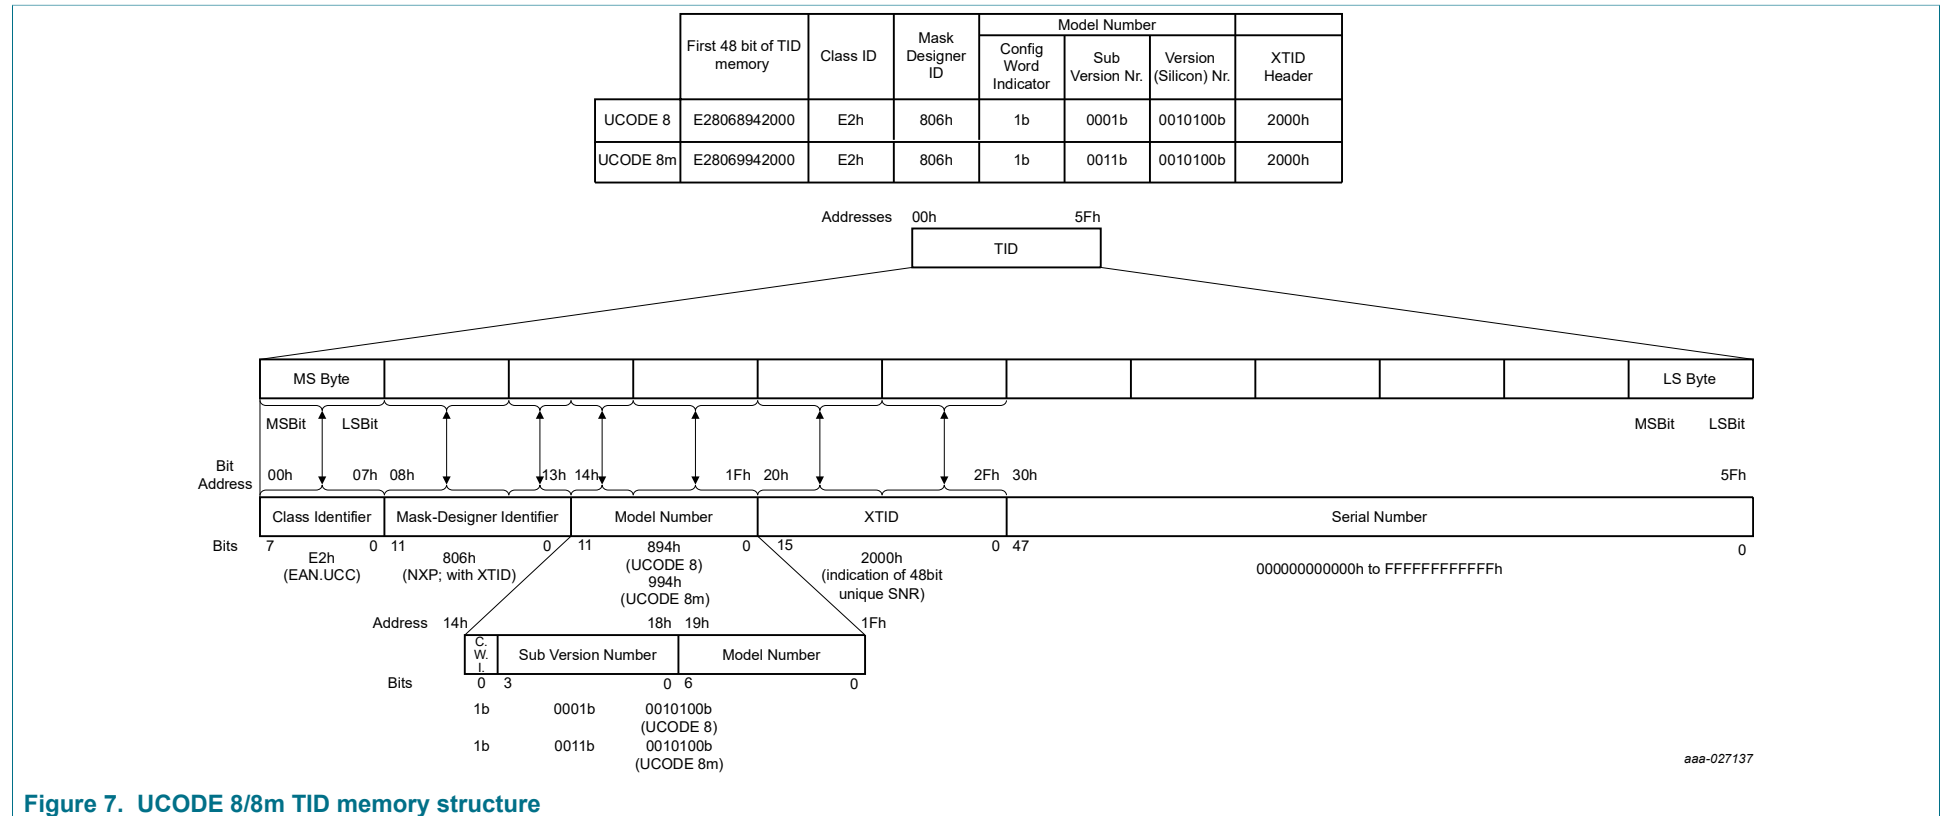 Model Number
First 48 bit of TID memory
Class ID
Mask Designer ID
Config Word Indicator
Sub Version Nr.
Version (Silicon) Nr.
XTID Header
UCODE 8 E28068942000 E2h 806h 1b 0001b 0010100b 2000h
UCODE 8m E28069942000 E2h 806h 1b 0011b 0010100b 2000h
Addresses 00h 5Fh
TID
MS Byte LS Byte
MSBit LSBit MSBit LSBit
Bit Address 00h 07h 08h 13h 14h 1Fh 20h 2Fh 30h 5Fh
Class Identifier Mask-Designer Identifier Model Number XTID Serial Number
Bits 7 0 11 0 11 0 15 0 47 0
E2h
(EAN.UCC)
806h
(NXP; with XTID)
894h
(UCODE 8)
994h
(UCODE 8m)
2000h
(indication of 48bit
unique SNR)
000000000000h to FFFFFFFFFFFFh
Address 14h 18h 19h 1Fh
C.
W.
I.
Sub Version Number Model Number
Bits 0 3 0 6 0
1b 0001b 0010100b
(UCODE 8)
1b 0011b 0010100b
(UCODE 8m)
aaa-027137
Figure 7. UCODE 8/8m TID memory structure